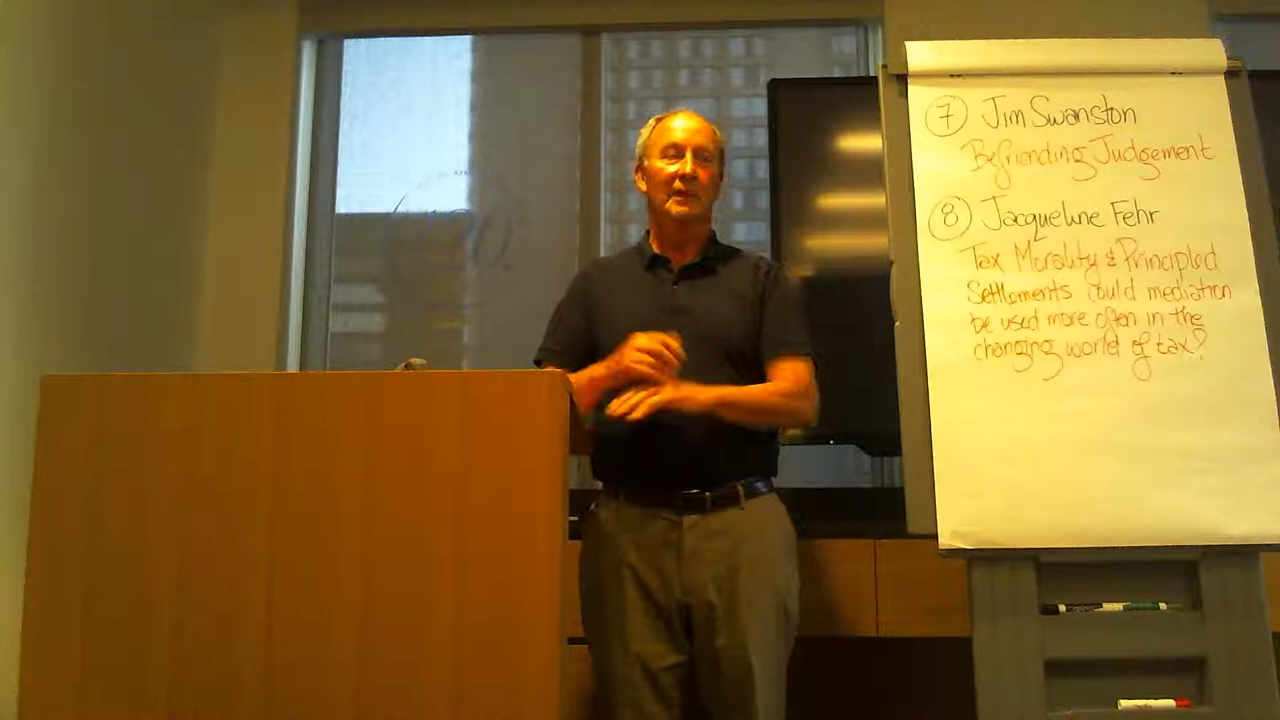 7 Jim Swanston
Befriending Judgement
8 Jacqueline Fehr
Tax Morality & Principled
Settlements could mediation
be used more often in the
changing world of tax?